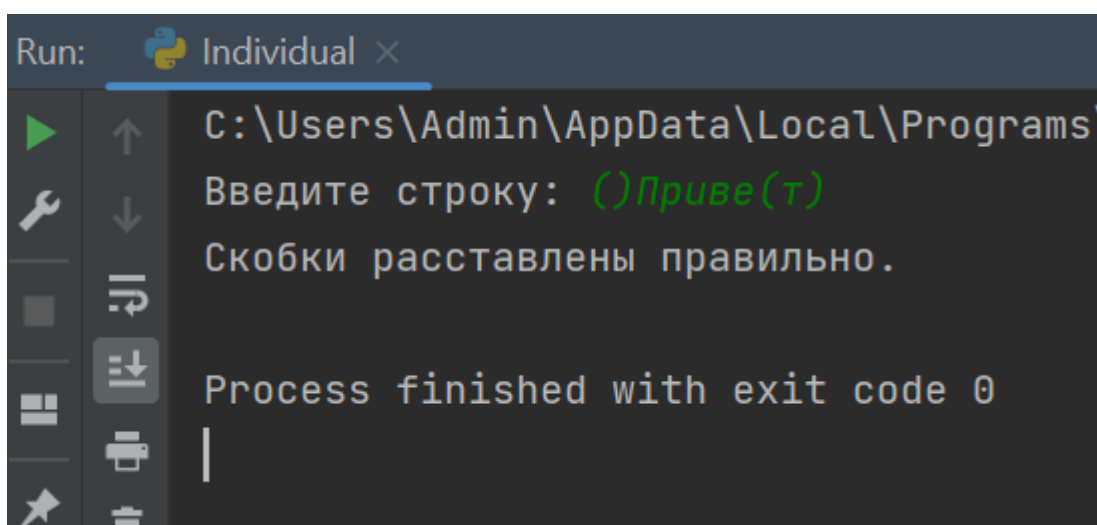 Run: Individual
C:\Users\Admin\AppData\Local\Programs\
Введите строку: ()Приве(т)
Скобки расставлены правильно.
Process finished with exit code 0